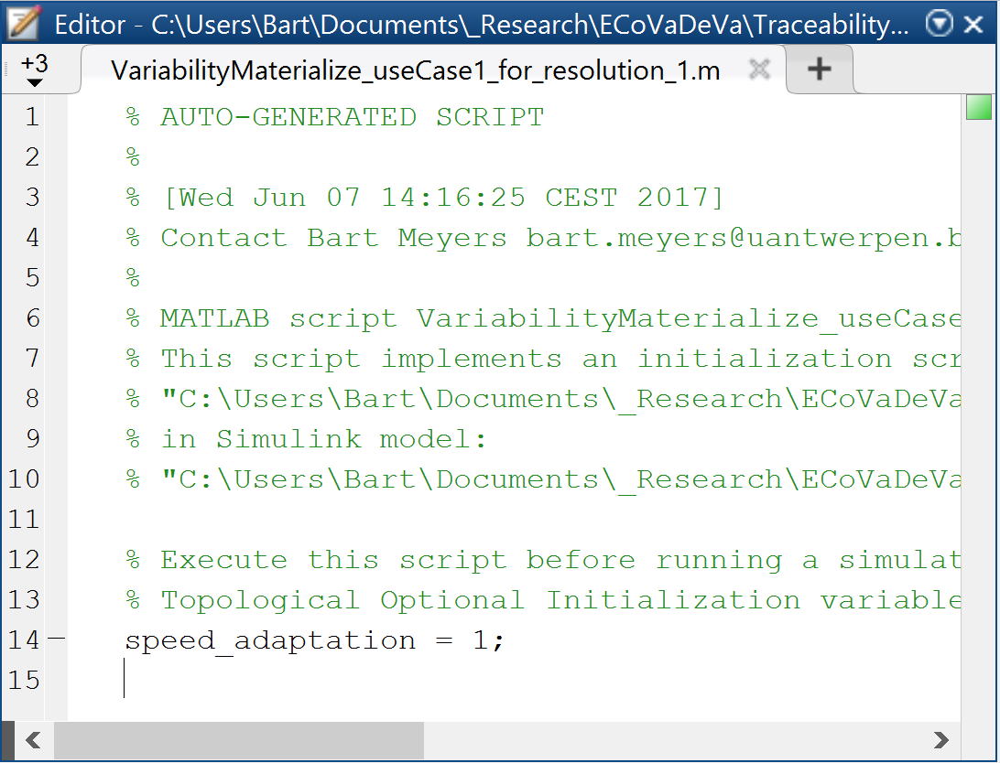 Editor - C:\Users\Bart\Documents\_Research\ECoVaDeVa\Traceability...
+3
VariabilityMaterialize_useCase1_for_resolution_1.m
1 % AUTO-GENERATED SCRIPT
2 %
3 % [Wed Jun 07 14:16:25 CEST 2017]
4 % Contact Bart Meyers bart.meyers@uantwerpen.b
5 %
6 % MATLAB script VariabilityMaterialize_useCase
7 % This script implements an initialization scr
8 % "C:\Users\Bart\Documents\_Research\ECoVaDeVa
9 % in Simulink model:
10 % "C:\Users\Bart\Documents\_Research\ECoVaDeVa
11
12 % Execute this script before running a simulat
13 % Topological Optional Initialization variable
14 speed_adaptation = 1;
15